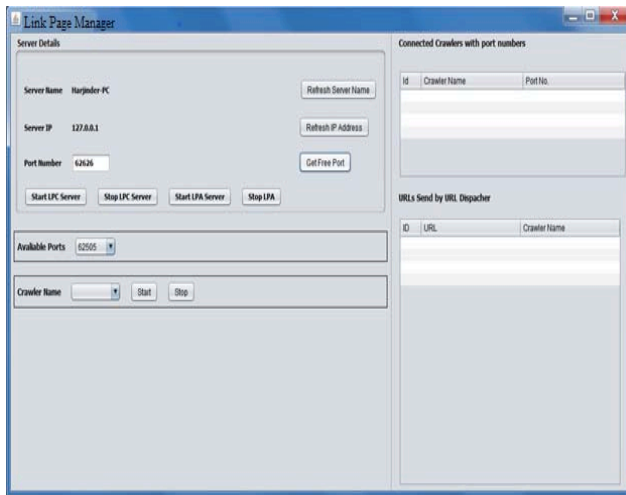 Link Page Manager
Server Details
Server Name Harjinder-PC Refresh Server Name
Server IP 127.0.0.1 Refresh IP Address
Port Number 62626 Get Free Port
Start LPC Server Stop LPC Server Start LPA Server Stop LPA
Available Ports 62505
Crawler Name Start Stop
Connected Crawlers with port numbers
Id Crawler Name Port No.
URLs Send by URL Dispacher
ID URL Crawler Name